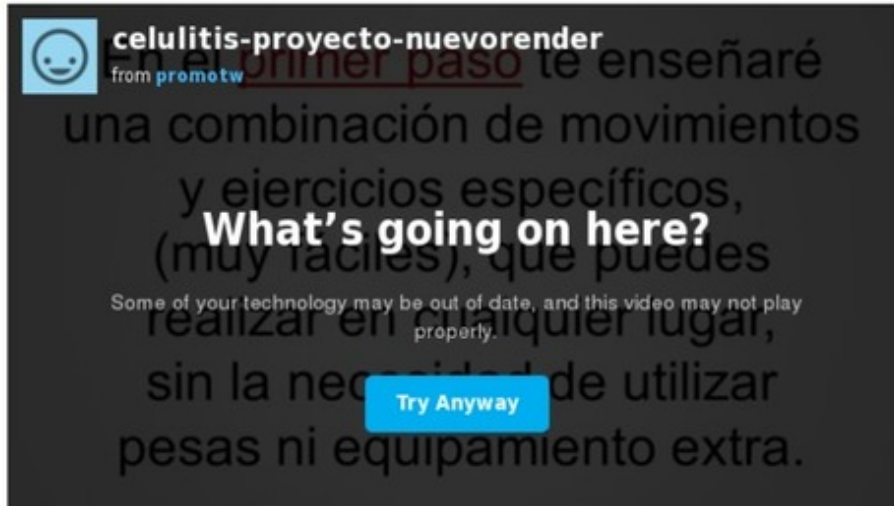 celulitis-proyecto-nuevorender
from promotw
En el primer paso te enseñaré
una combinación de movimientos
y ejercicios específicos,
What's going on here?
(muy fáciles), que puedes
Some of your technology may be out of date, and this video may not play
properly.
realizar en cualquier lugar,
sin la necesidad de utilizar
Try Anyway
pesas ni equipamiento extra.